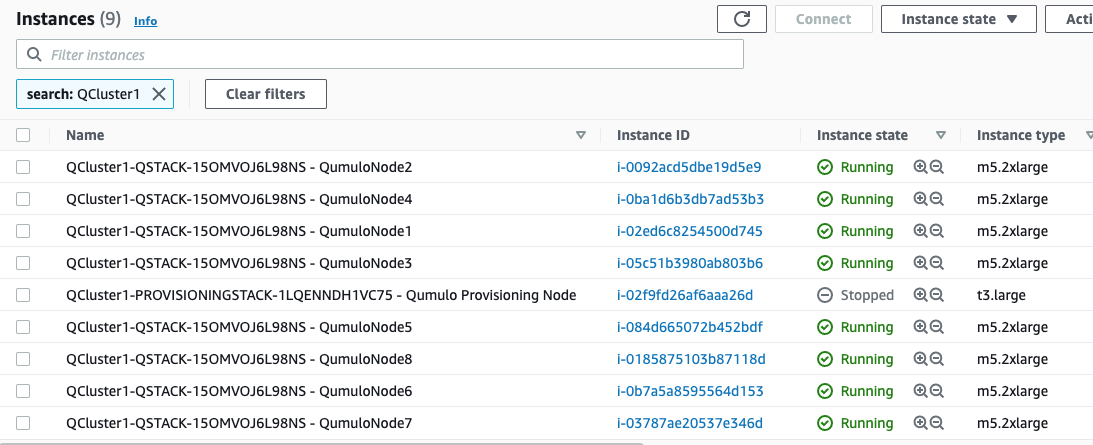 Instances (9) Info Connect Instance state Acti
Filter instances
search: QCluster1 Clear filters
Name Instance ID Instance state Instance type
QCluster1-QSTACK-15OMVOJ6L98NS - QumuloNode2 i-0092acd5dbe19d5e9 Running m5.2xlarge
QCluster1-QSTACK-15OMVOJ6L98NS - QumuloNode4 i-0ba1d6b3db7ad53b3 Running m5.2xlarge
QCluster1-QSTACK-15OMVOJ6L98NS - QumuloNode1 i-02ed6c8254500d745 Running m5.2xlarge
QCluster1-QSTACK-15OMVOJ6L98NS - QumuloNode3 i-05c51b3980ab803b6 Running m5.2xlarge
QCluster1-PROVISIONINGSTACK-1LQENNDH1VC75 - Qumulo Provisioning Node i-02f9fd26af6aaa26d Stopped t3.large
QCluster1-QSTACK-15OMVOJ6L98NS - QumuloNode5 i-084d665072b452bdf Running m5.2xlarge
QCluster1-QSTACK-15OMVOJ6L98NS - QumuloNode8 i-0185875103b87118d Running m5.2xlarge
QCluster1-QSTACK-15OMVOJ6L98NS - QumuloNode6 i-0b7a5a8595564d153 Running m5.2xlarge
QCluster1-QSTACK-15OMVOJ6L98NS - QumuloNode7 i-03787ae20537e346d Running m5.2xlarge